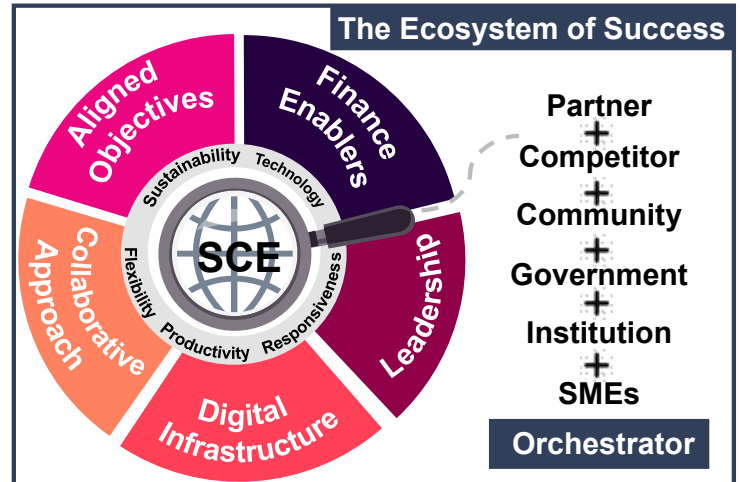 The Ecosystem of Success
Aligned
Objectives
Finance
Enablers
Leadership
Digital
Infrastructure
Collaborative
Approach
Sustainability
Technology
Responsiveness
Productivity
Flexibility
SCE
Partner
+
Competitor
+
Community
+
Government
+
Institution
+
SMEs
Orchestrator